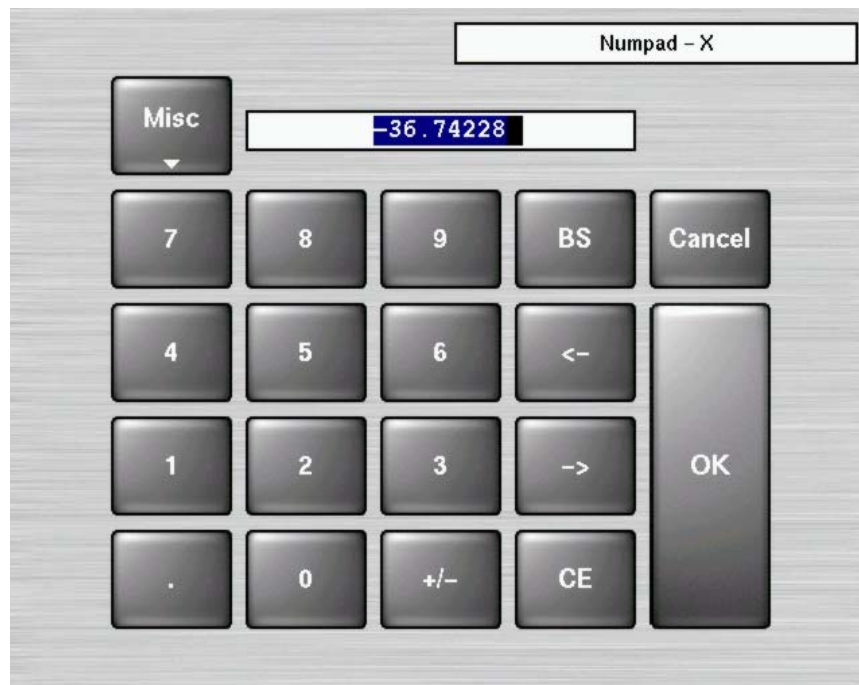 Numpad – X
Misc
-36.74228
7 8 9 BS Cancel
4 5 6 <-
1 2 3 -> OK
. 0 +/- CE